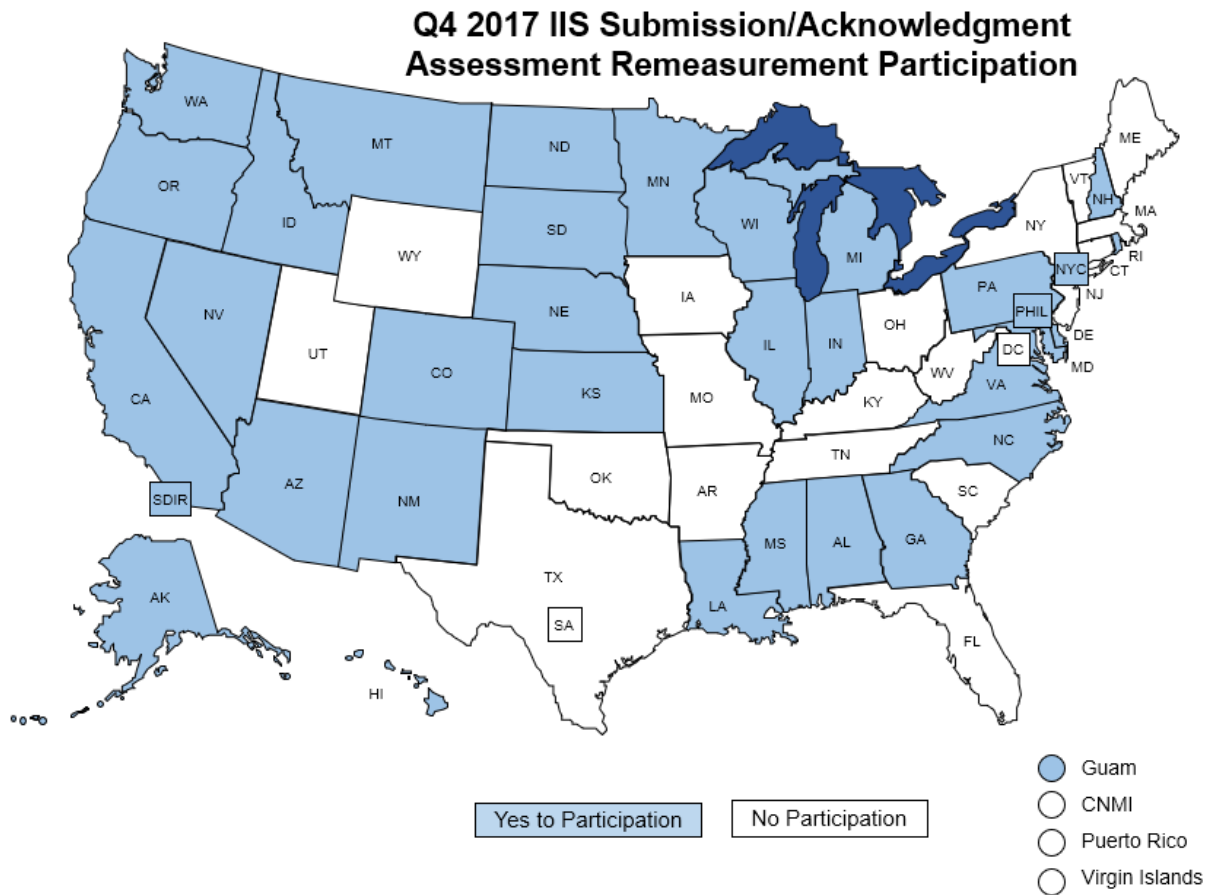 Q4 2017 IIS Submission/Acknowledgment
Assessment Remeasurement Participation
WA
MT
ND
MN
ME
VT
NH
OR
ID
SD
WI
MI
NY
MA
RI
CT
WY
NYC
NJ
PA
PHIL
DE
MD
IA
NE
NV
UT
CO
IL
IN
OH
DC
WV
VA
CA
KS
MO
KY
NC
TN
SDIR
AZ
NM
OK
AR
SC
MS
AL
GA
AK
TX
SA
LA
FL
HI
Guam
CNMI
Puerto Rico
Virgin Islands
Yes to Participation
No Participation